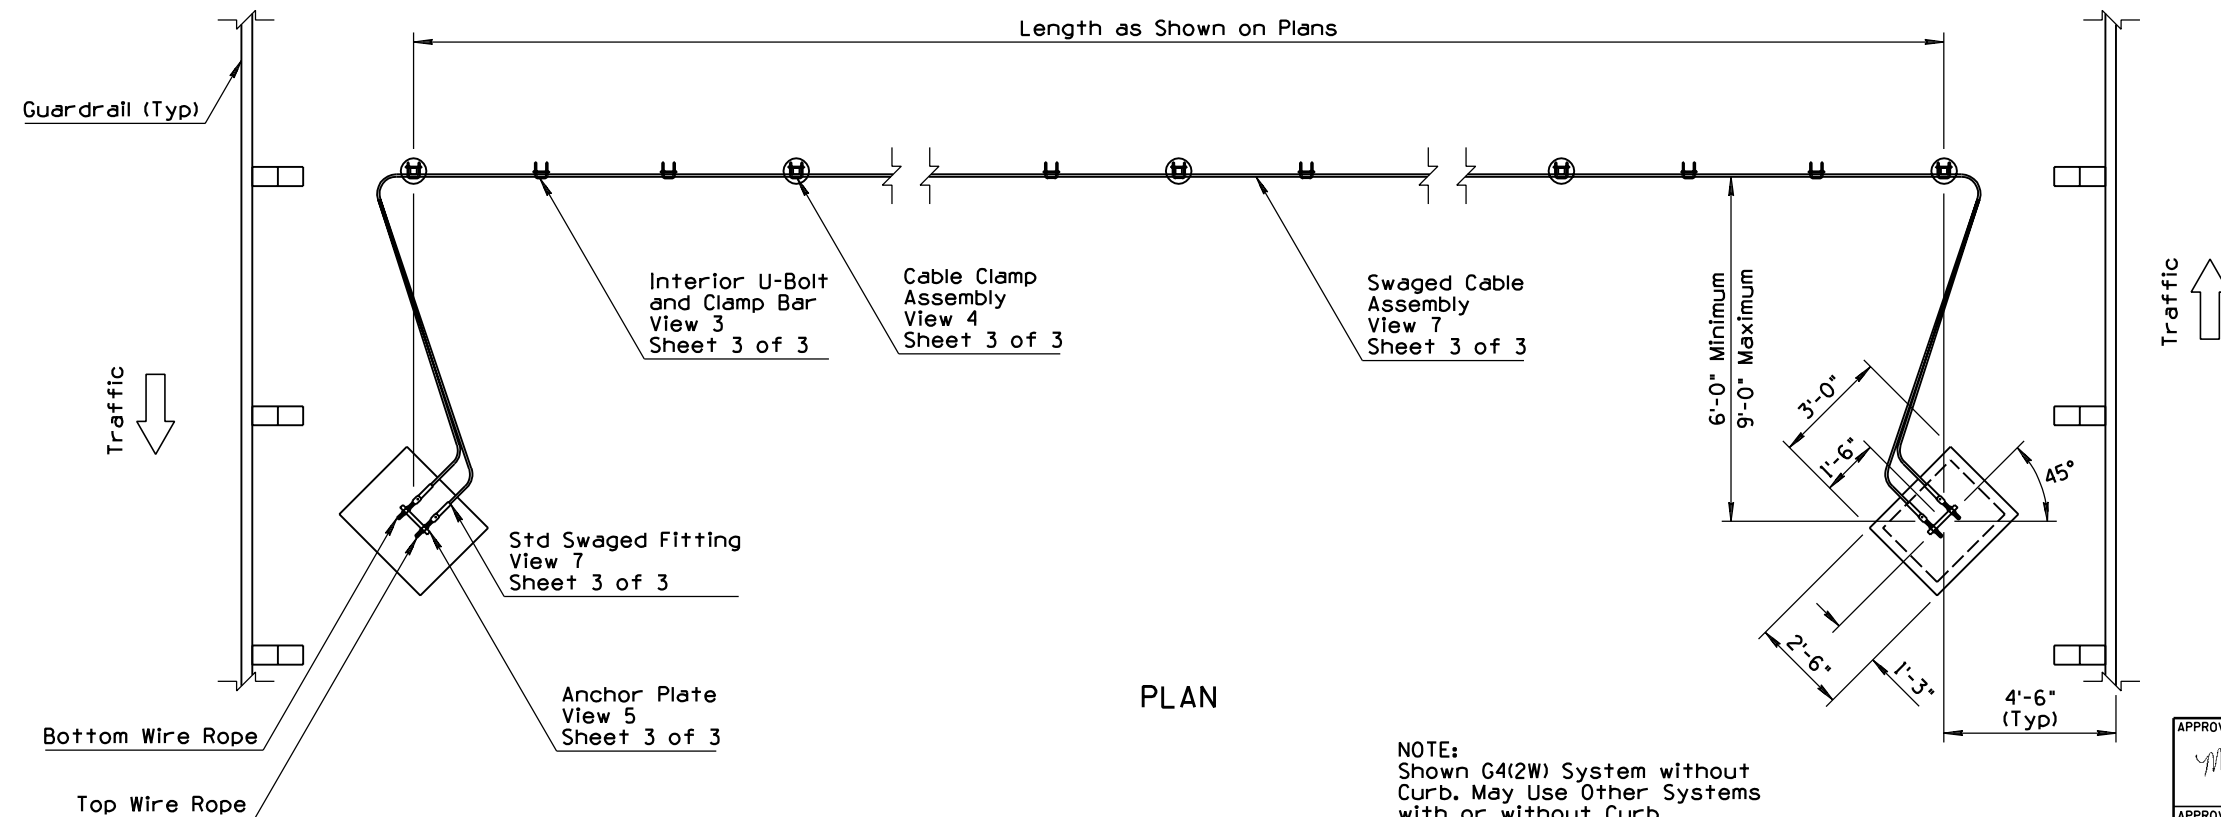 Length as Shown on Plans
Guardrail (Typ)
Interior U-Bolt
and Clamp Bar
View 3
Sheet 3 of 3
Cable Clamp
Assembly
View 4
Sheet 3 of 3
Swaged Cable
Assembly
View 7
Sheet 3 of 3
6'-0" Minimum
9'-0" Maximum
Traffic
Traffic
3'-0"
1'-6"
45°
Std Swaged Fitting
View 7
Sheet 3 of 3
2'-6"
1'-3"
4'-6"
(Typ)
Anchor Plate
View 5
Sheet 3 of 3
PLAN
Bottom Wire Rope
Top Wire Rope
NOTE:
Shown G4(2W) System without
Curb. May Use Other Systems
with or without Curb